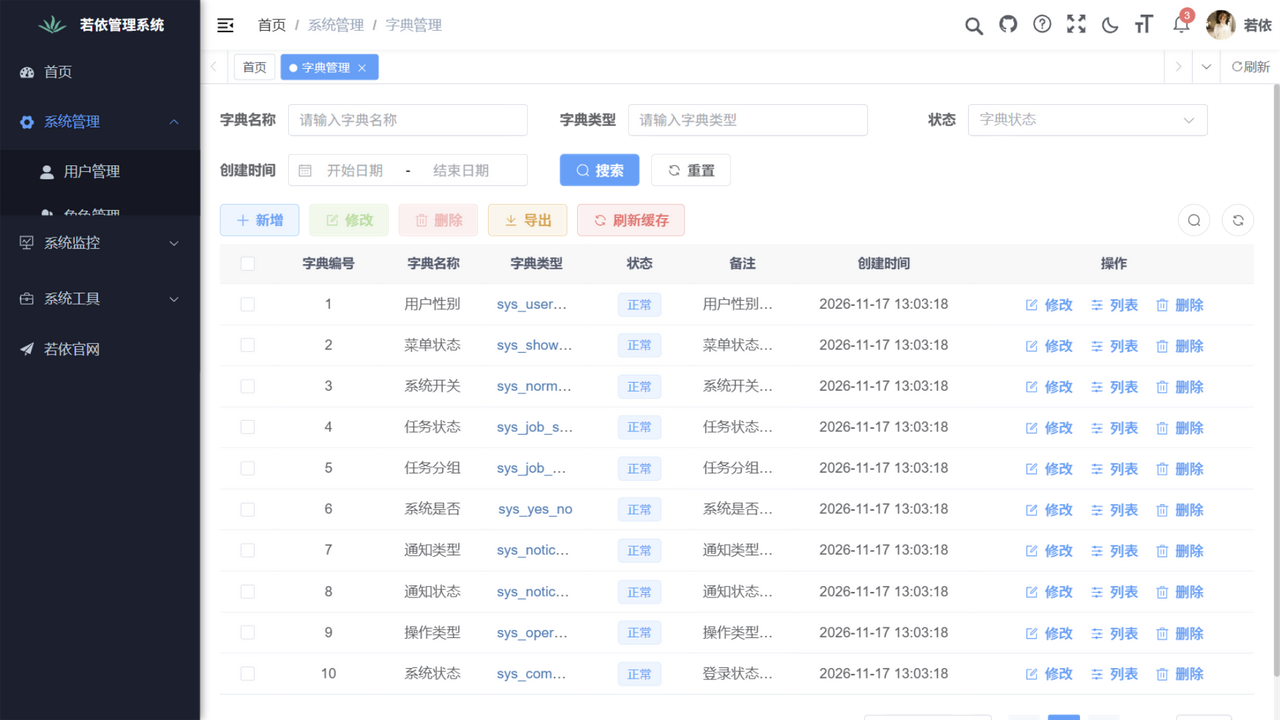 若依管理系统
首页
系统管理
用户管理
角色管理
系统监控
系统工具
若依官网
首页 / 系统管理 / 字典管理
3
若依
首页
字典管理
刷新
字典名称 请输入字典名称 字典类型 请输入字典类型 状态 字典状态
创建时间 开始日期 - 结束日期 搜索 重置
新增 修改 删除 导出 刷新缓存
字典编号 字典名称 字典类型 状态 备注 创建时间 操作
1 用户性别 sys_user... 正常 用户性别... 2026-11-17 13:03:18 修改 列表 删除
2 菜单状态 sys_show... 正常 菜单状态... 2026-11-17 13:03:18 修改 列表 删除
3 系统开关 sys_norm... 正常 系统开关... 2026-11-17 13:03:18 修改 列表 删除
4 任务状态 sys_job_s... 正常 任务状态... 2026-11-17 13:03:18 修改 列表 删除
5 任务分组 sys_job_... 正常 任务分组... 2026-11-17 13:03:18 修改 列表 删除
6 系统是否 sys_yes_no 正常 系统是否... 2026-11-17 13:03:18 修改 列表 删除
7 通知类型 sys_notic... 正常 通知类型... 2026-11-17 13:03:18 修改 列表 删除
8 通知状态 sys_notic... 正常 通知状态... 2026-11-17 13:03:18 修改 列表 删除
9 操作类型 sys_oper... 正常 操作类型... 2026-11-17 13:03:18 修改 列表 删除
10 系统状态 sys_com... 正常 登录状态... 2026-11-17 13:03:18 修改 列表 删除